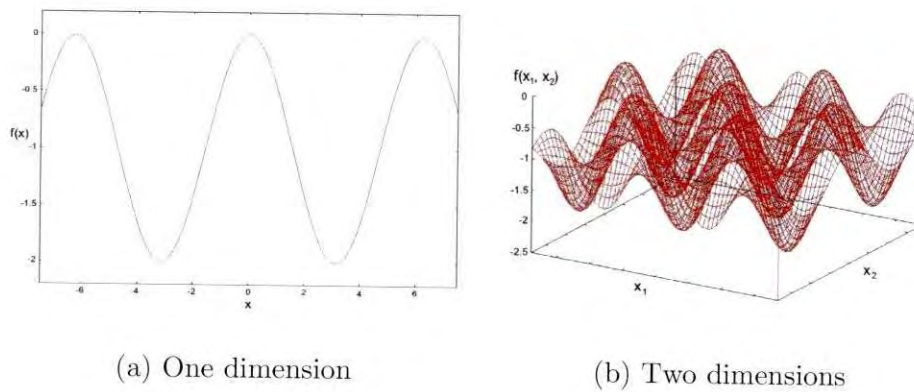 0
-0.5
f(x)
-1
-1.5
-2
-6
-4
-2
0
2
4
6
x
f(x₁, x₂)
0
-0.5
-1
-1.5
-2
-2.5
x₁
x₂
(a) One dimension
(b) Two dimensions